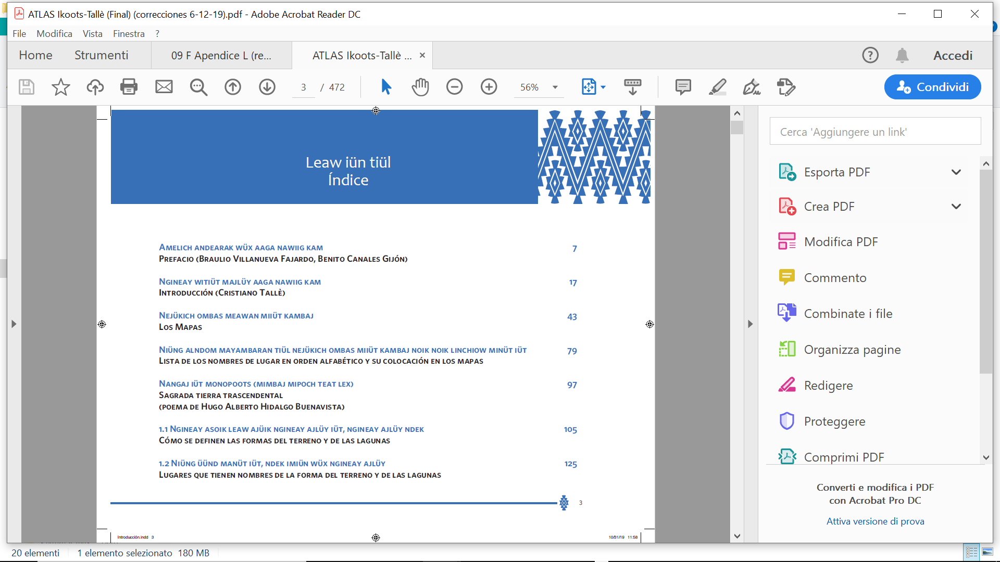 ATLAS Ikoots-Tallè (Final) (correcciones 6-12-19).pdf - Adobe Acrobat Reader DC
File Modifica Vista Finestra ?
Home Strumenti 09 F Apendice L (re... ATLAS Ikoots-Tallè ... × Accedi
3 / 472 56% Condividi
Leaw iün tiül
Índice
Amelich andearak wüx aaga nawiig kam 7
Prefacio (Braulio Villanueva Fajardo, Benito Canales Gijón)
Ngineay witiüt majlüy aaga nawiig kam 17
Introducción (Cristiano Tallè)
Nejükich ombas meawan miiüt kambaj 43
Los Mapas
Niüng alndom mayambaran tiül nejükich ombas miiüt kambaj noik noik linchiow minüt iüt 79
Lista de los nombres de lugar en orden alfabético y su colocación en los mapas
Nangaj iüt monopoots (mimbaj mipoch teat lex) 97
Sagrada tierra trascendental
(poema de Hugo Alberto Hidalgo Buenavista)
1.1 Ngineay asoik leaw ajüik ngineay ajlüy iüt, ngineay ajlüy ndek 105
Cómo se definen las formas del terreno y de las lagunas
1.2 Niüng üünd manüt iüt, ndek imiün wüx ngineay ajlüy 125
Lugares que tienen nombres de la forma del terreno y de las lagunas
3
Introducción.indd 3
10/31/19 11:58
Cerca 'Aggiungere un link'
Esporta PDF
Crea PDF
Modifica PDF
Commento
Combinate i file
Organizza pagine
Redigere
Proteggere
Comprimi PDF
Converti e modifica i PDF
con Acrobat Pro DC
Attiva versione di prova
20 elementi 1 elemento selezionato 180 MB